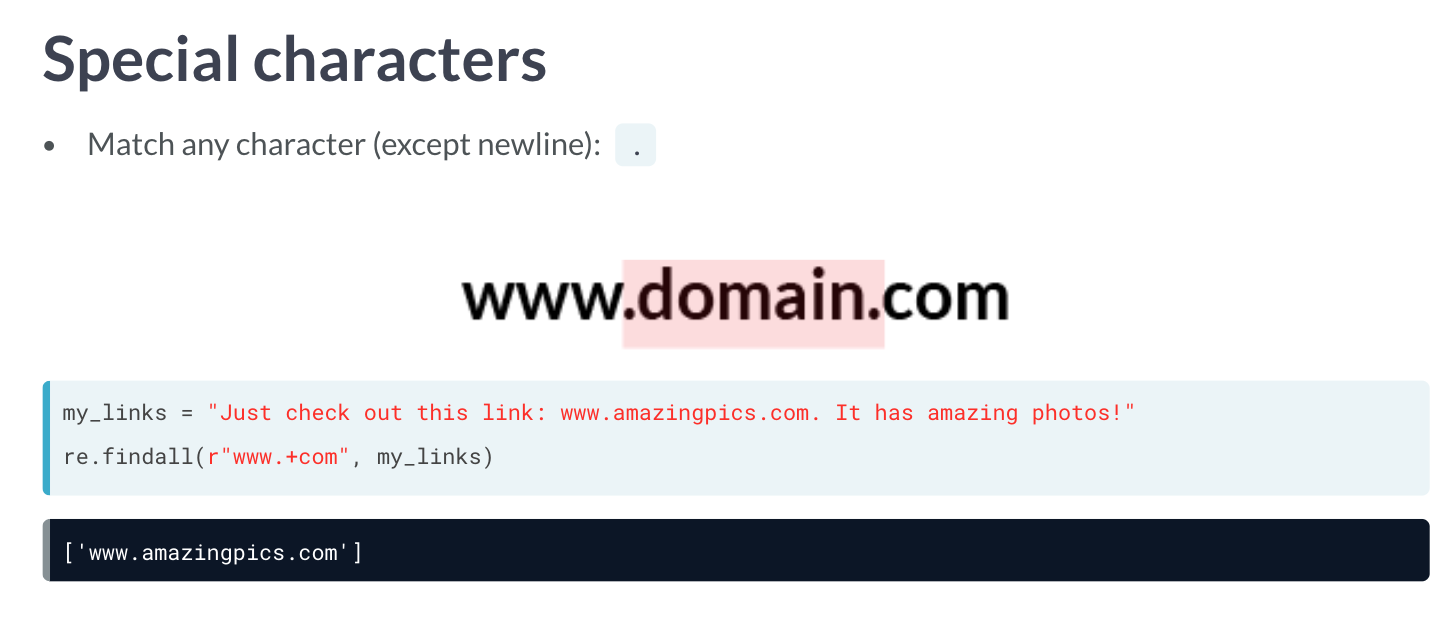 Special characters
• Match any character (except newline): .
www.domain.com
my_links = "Just check out this link: www.amazingpics.com. It has amazing photos!"
re.findall(r"www.+com", my_links)
['www.amazingpics.com']